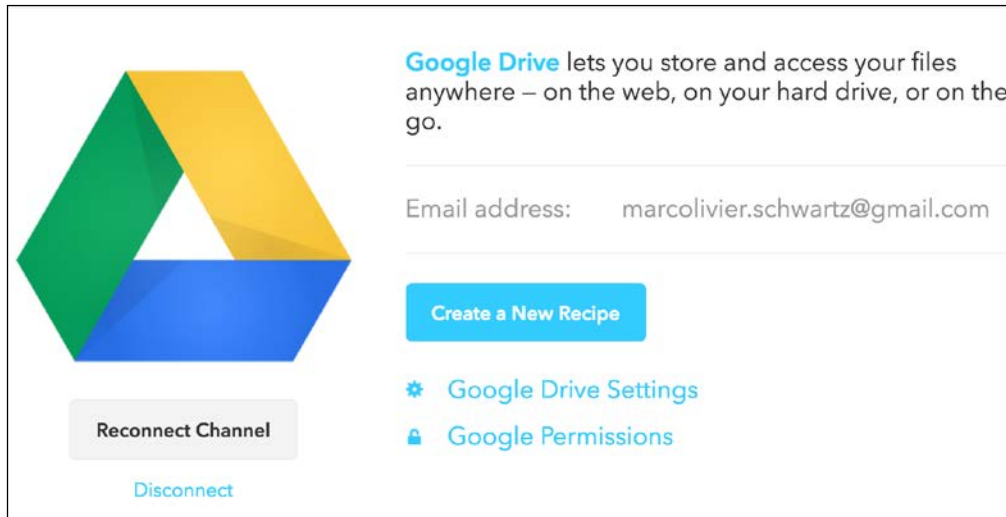 Google Drive lets you store and access your files
anywhere – on the web, on your hard drive, or on the
go.
Email address: marcolivier.schwartz@gmail.com
Create a New Recipe
Google Drive Settings
Google Permissions
Reconnect Channel
Disconnect